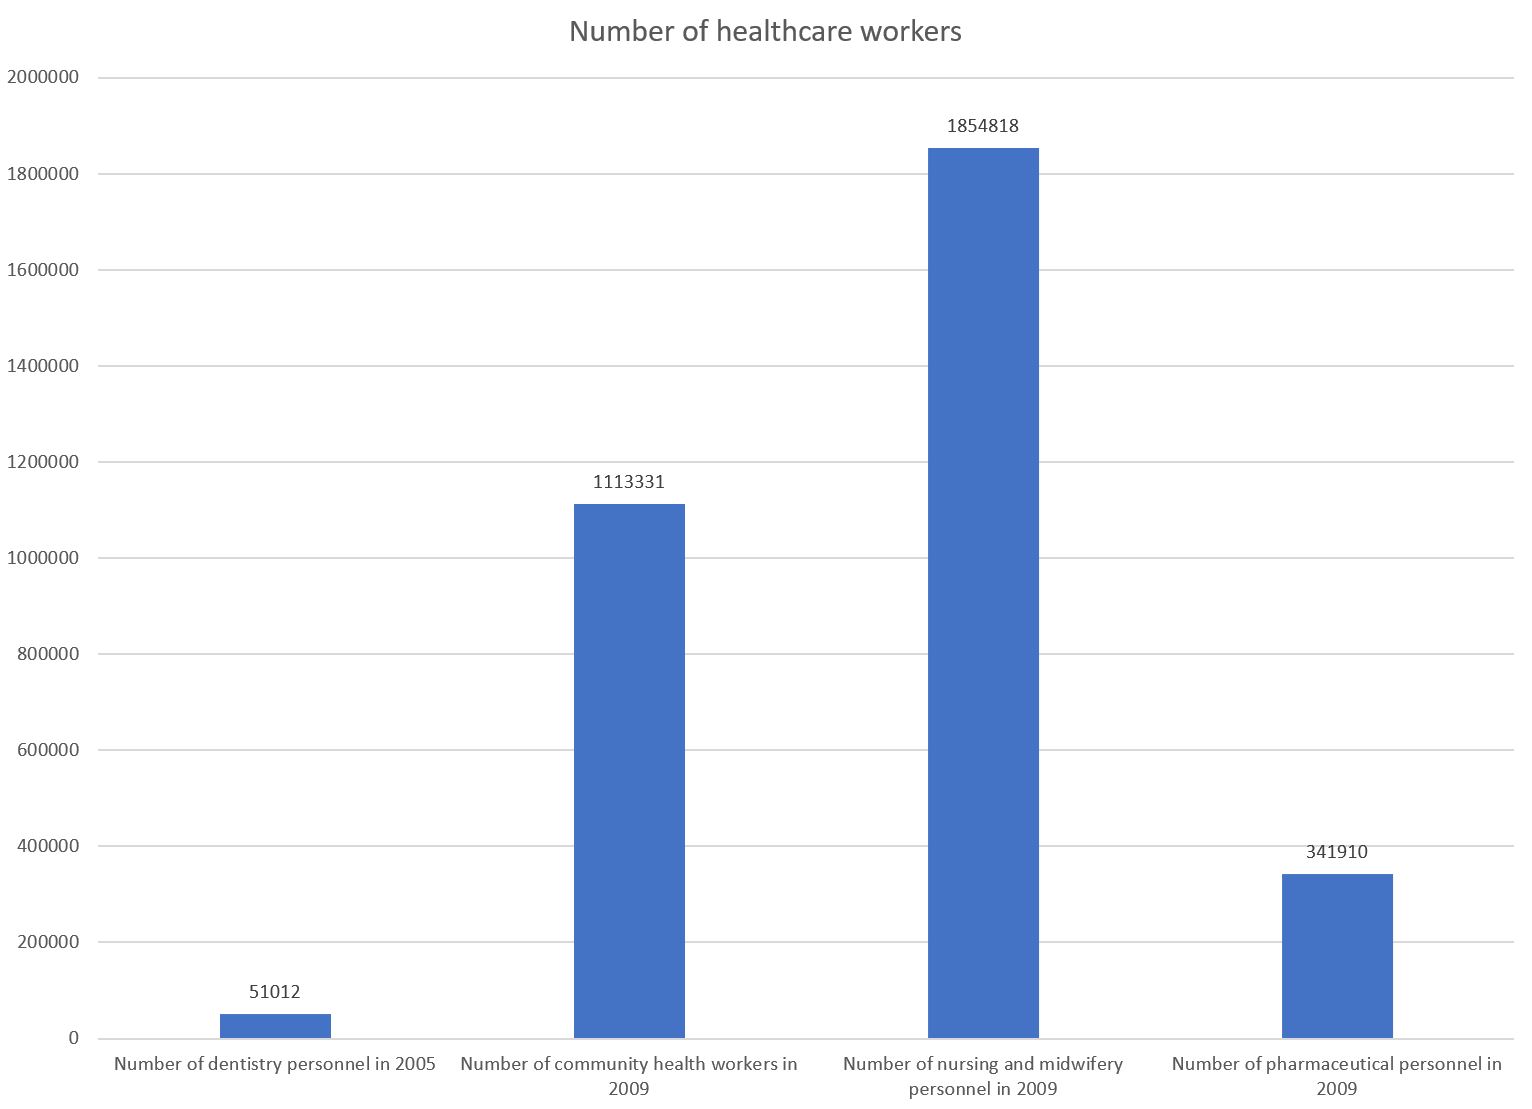 Number of healthcare workers
2000000
1800000
1600000
1400000
1200000
1000000
800000
600000
400000
200000
0
51012
1113331
1854818
341910
Number of dentistry personnel in 2005
Number of community health workers in
2009
Number of nursing and midwifery
personnel in 2009
Number of pharmaceutical personnel in
2009